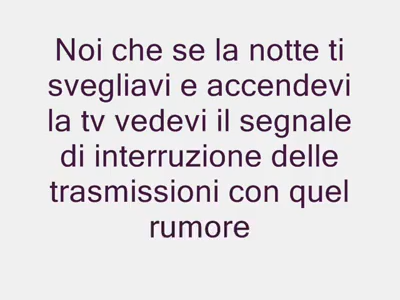 Noi che se la notte ti
svegliavi e accendevi
la tv vedevi il segnale
di interruzione delle
trasmissioni con quel
rumore